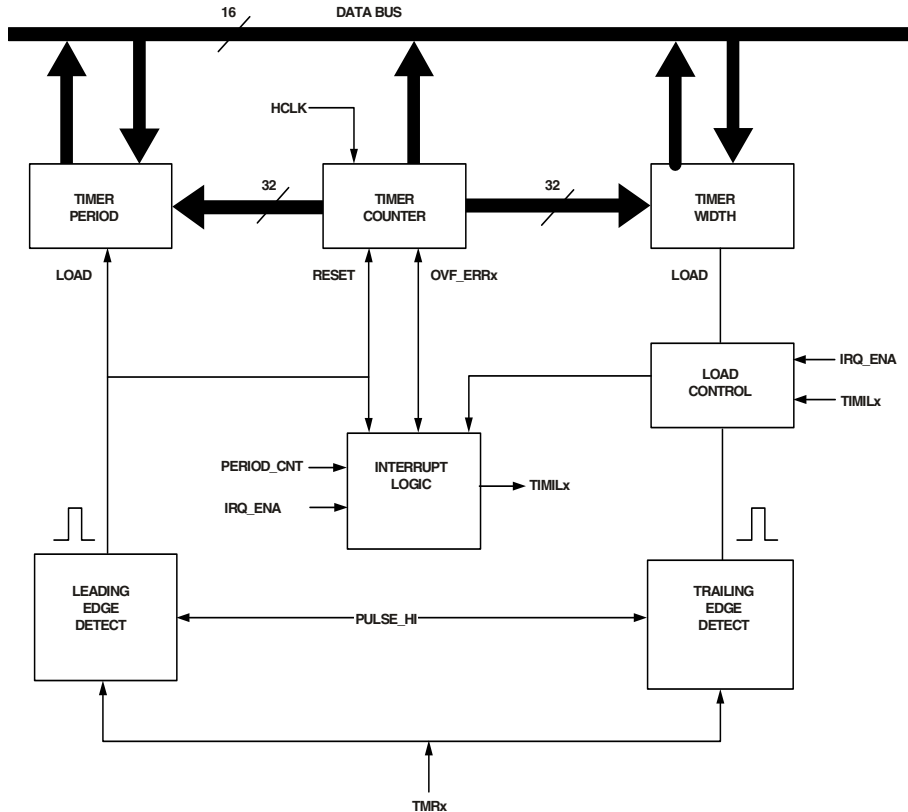 16
DATA BUS
HCLK
TIMER
PERIOD
32
TIMER
COUNTER
32
TIMER
WIDTH
LOAD
RESET
OVF_ERRx
LOAD
LOAD
CONTROL
IRQ_ENA
TIMILx
PERIOD_CNT
IRQ_ENA
INTERRUPT
LOGIC
TIMILx
LEADING
EDGE
DETECT
PULSE_HI
TRAILING
EDGE
DETECT
TMRx